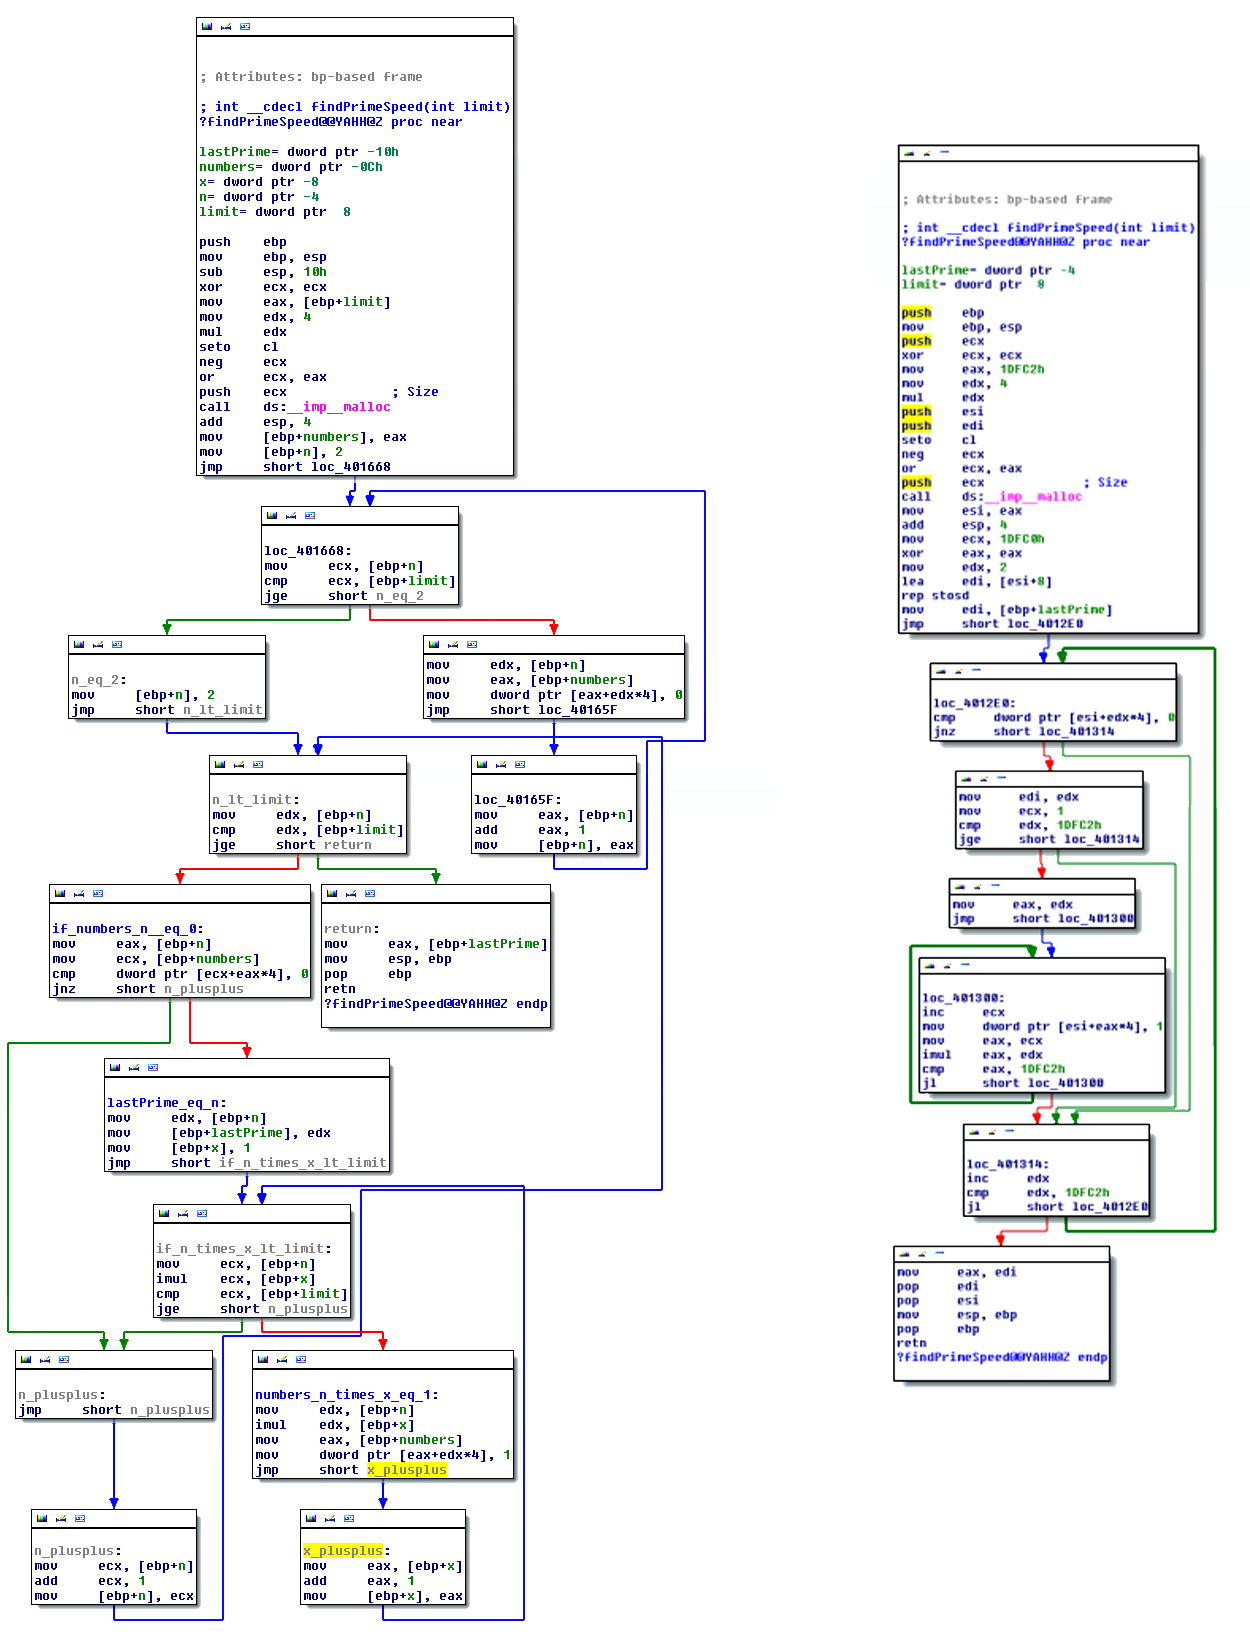 ; Attributes: bp-based frame
; int __cdecl findPrimeSpeed(int limit)
?findPrimeSpeed@@YAHH@Z proc near
lastPrime= dword ptr -10h
numbers= dword ptr -0Ch
x= dword ptr -8
n= dword ptr -4
limit= dword ptr  8
push ebp
mov ebp, esp
sub esp, 10h
xor ecx, ecx
mov eax, [ebp+limit]
mov edx, 4
mul edx
seto cl
neg ecx
or ecx, eax
push ecx ; Size
call ds:__imp__malloc
add esp, 4
mov [ebp+numbers], eax
mov [ebp+n], 2
jmp short loc_401668
loc_401668:
mov ecx, [ebp+n]
cmp ecx, [ebp+limit]
jge short n_eq_2
n_eq_2:
mov [ebp+n], 2
jmp short n_lt_limit
mov edx, [ebp+n]
mov eax, [ebp+numbers]
mov dword ptr [eax+edx*4], 0
jmp short loc_40165F
n_lt_limit:
mov edx, [ebp+n]
cmp edx, [ebp+limit]
jge short return
loc_40165F:
mov eax, [ebp+n]
add eax, 1
mov [ebp+n], eax
if_numbers_n__eq_0:
mov eax, [ebp+n]
mov ecx, [ebp+numbers]
cmp dword ptr [ecx+eax*4], 0
jnz short n_plusplus
return:
mov eax, [ebp+lastPrime]
mov esp, ebp
pop ebp
retn
?findPrimeSpeed@@YAHH@Z endp
lastPrime_eq_n:
mov edx, [ebp+n]
mov [ebp+lastPrime], edx
mov [ebp+x], 1
jmp short if_n_times_x_lt_limit
if_n_times_x_lt_limit:
mov ecx, [ebp+n]
imul ecx, [ebp+x]
cmp ecx, [ebp+limit]
jge short n_plusplus
n_plusplus:
jmp short n_plusplus
numbers_n_times_x_eq_1:
mov edx, [ebp+n]
imul edx, [ebp+x]
mov eax, [ebp+numbers]
mov dword ptr [eax+edx*4], 1
jmp short x_plusplus
n_plusplus:
mov ecx, [ebp+n]
add ecx, 1
mov [ebp+n], ecx
x_plusplus:
mov eax, [ebp+x]
add eax, 1
mov [ebp+x], eax
; Attributes: bp-based frame
; int __cdecl findPrimeSpeed(int limit)
?findPrimeSpeed@@YAHH@Z proc near
lastPrime= dword ptr -4
limit= dword ptr  8
push ebp
mov ebp, esp
push ecx
xor ecx, ecx
mov eax, 1DFC2h
mov edx, 4
mul edx
push esi
push edi
seto cl
neg ecx
or ecx, eax
push ecx ; Size
call ds:__imp__malloc
mov esi, eax
add esp, 4
mov ecx, 1DFC0h
xor eax, eax
mov edx, 2
lea edi, [esi+8]
rep stosd
mov edi, [ebp+lastPrime]
jmp short loc_4012E0
loc_4012E0:
cmp dword ptr [esi+edx*4], 0
jnz short loc_401314
mov edi, edx
mov ecx, 1
cmp edx, 1DFC2h
jge short loc_401314
mov eax, edx
jmp short loc_401300
loc_401300:
inc ecx
mov dword ptr [esi+eax*4], 1
mov eax, ecx
imul eax, edx
cmp eax, 1DFC2h
jl short loc_401300
loc_401314:
inc edx
cmp edx, 1DFC2h
jl short loc_4012E0
mov eax, edi
pop edi
pop esi
mov esp, ebp
pop ebp
retn
?findPrimeSpeed@@YAHH@Z endp